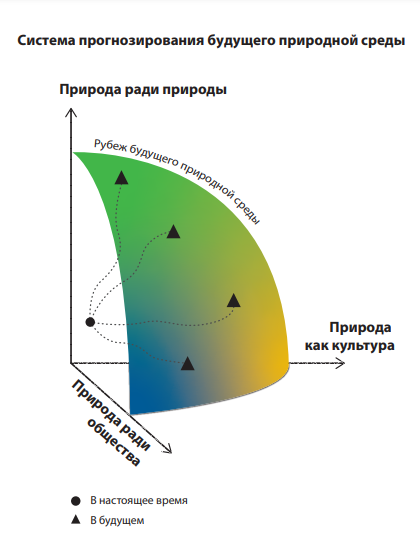 Система прогнозирования будущего природной среды
Природа ради природы
Рубеж будущего природной среды
Природа
как культура
Природа ради
общества
В настоящее время
В будущем